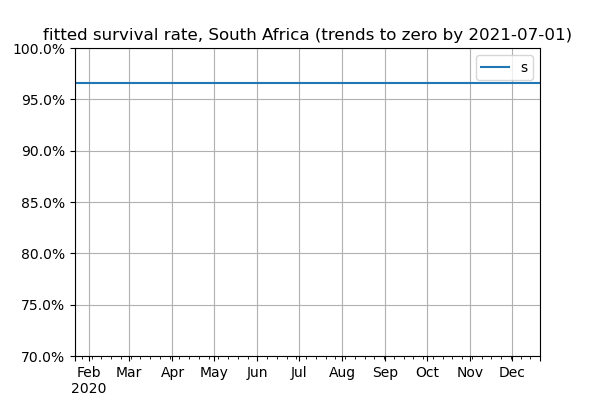 fitted survival rate, South Africa (trends to zero by 2021-07-01)
100.0%
s
95.0%
90.0%
85.0%
80.0%
75.0%
70.0%
Feb Mar Apr May Jun Jul Aug Sep Oct Nov Dec
2020